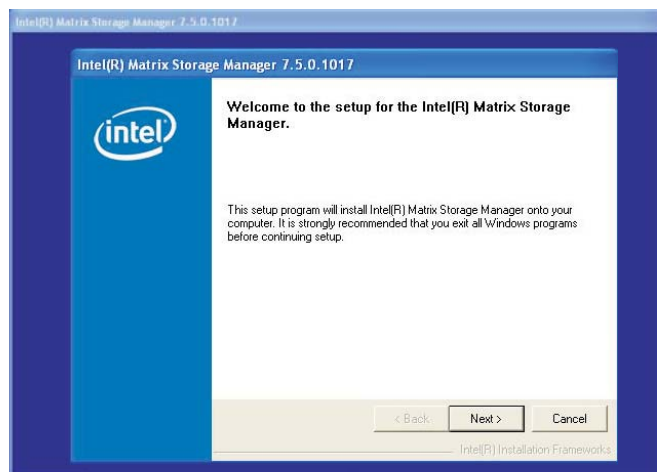 Intel(R) Matrix Storage Manager 7.5.0.1017
Intel(R) Matrix Storage Manager 7.5.0.1017
intel
Welcome to the setup for the Intel(R) Matrix Storage
Manager.
This setup program will install Intel(R) Matrix Storage Manager onto your
computer. It is strongly recommended that you exit all Windows programs
before continuing setup.
< Back Next > Cancel
Intel(R) Installation Frameworks